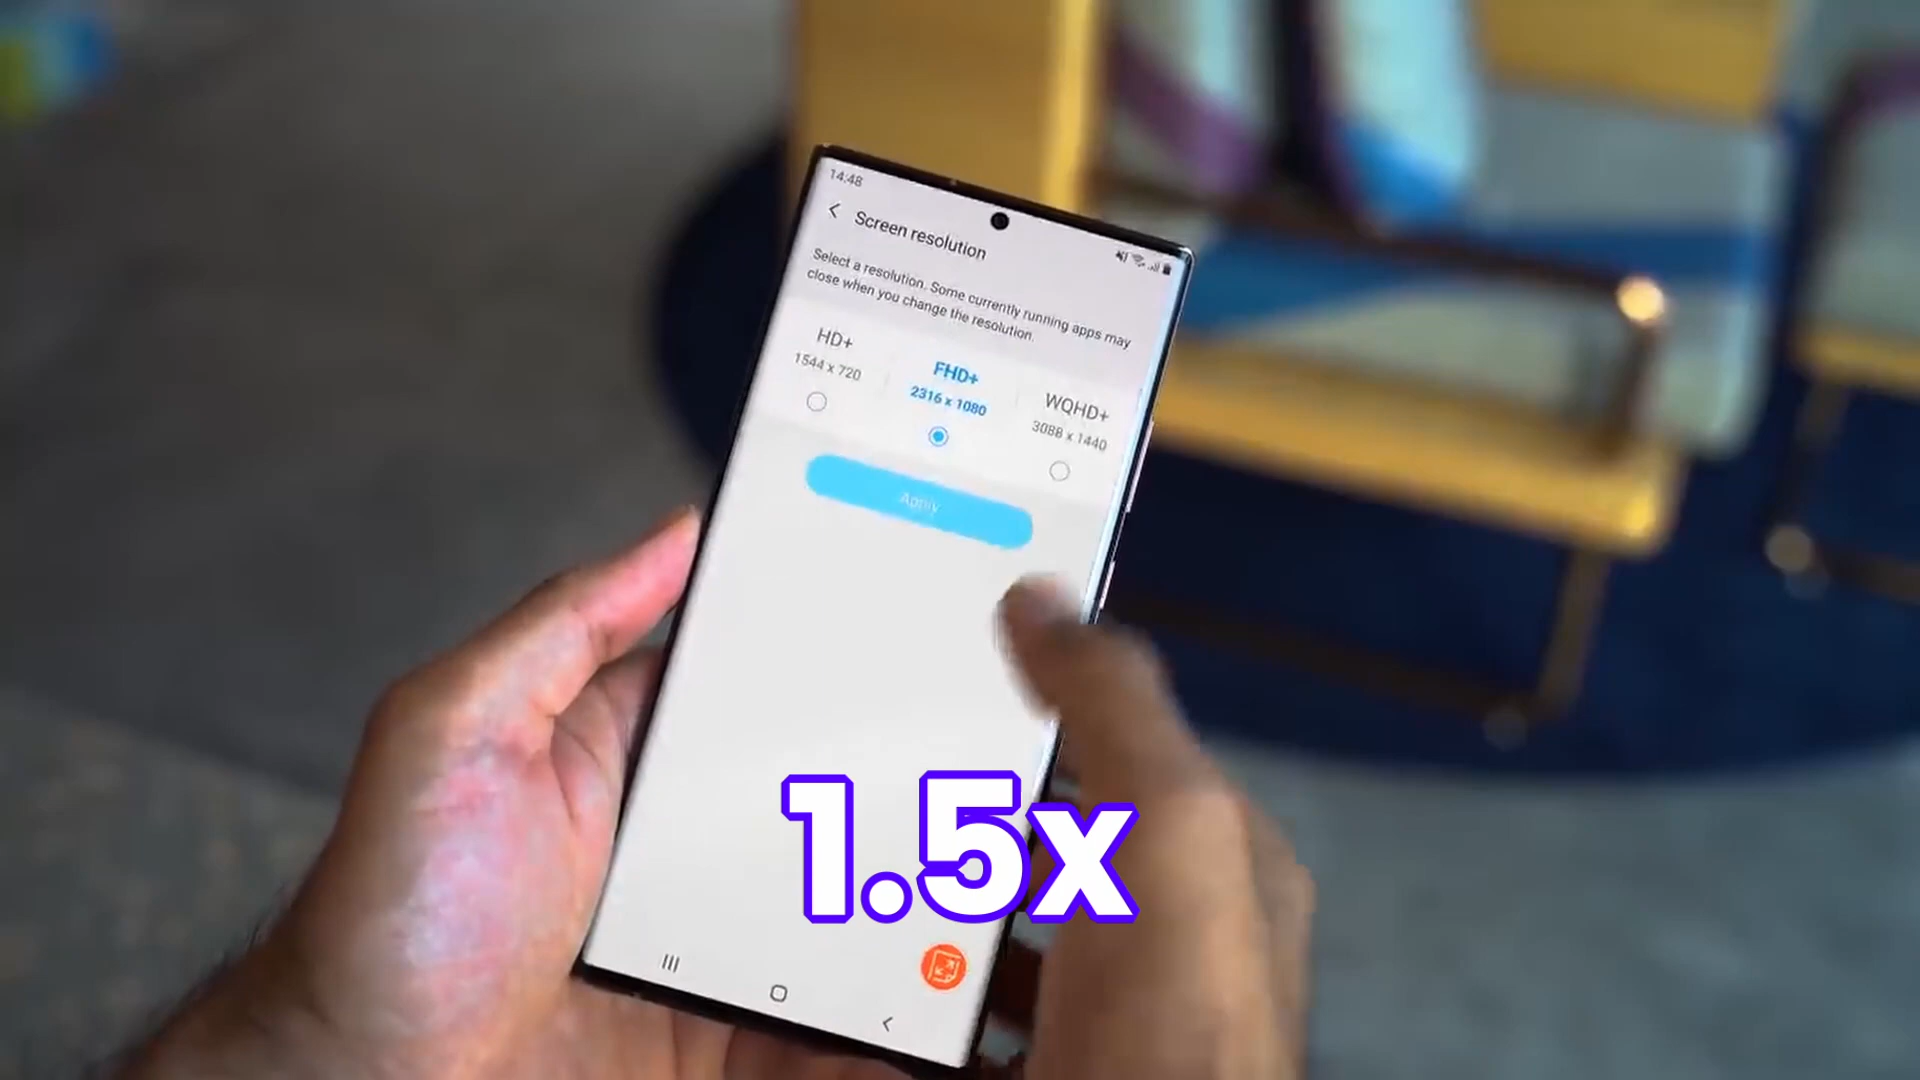 14:48
Screen resolution
Select a resolution. Some currently running apps may
close when you change the resolution.
HD+
1544 x 720
FHD+
2316 x 1080
WQHD+
3088 x 1440
Apply
1.5x